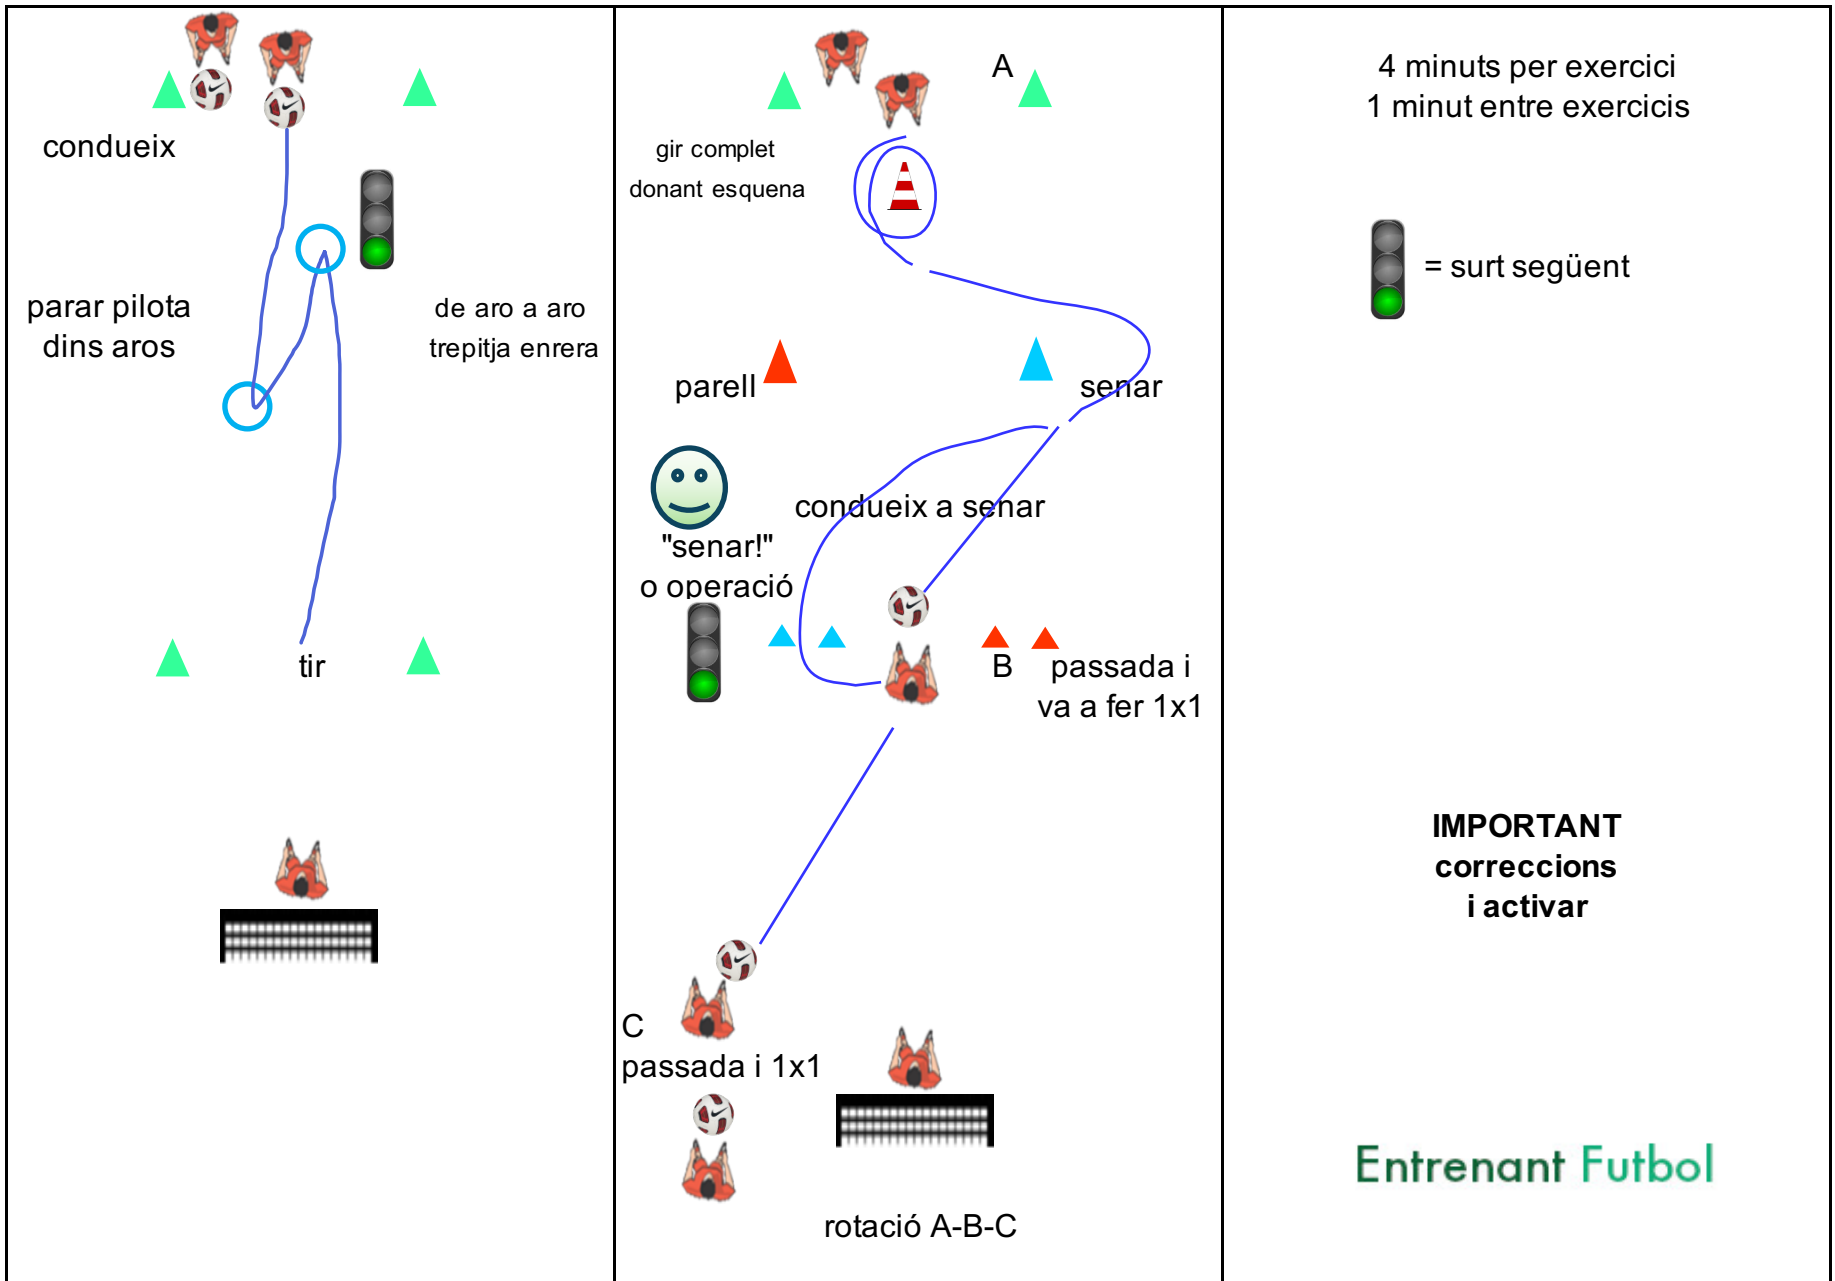 condueix
parar pilota
dins aros
de aro a aro
trepitja enrera
tir
A
gir complet
donant esquena
parell
senar
condueix a senar
"senar!"
o operació
B
passada i
va a fer 1x1
C
passada i 1x1
rotació A-B-C
4 minuts per exercici
1 minut entre exercicis
= surt següent
IMPORTANT
correccions
i activar
Entrenant Futbol